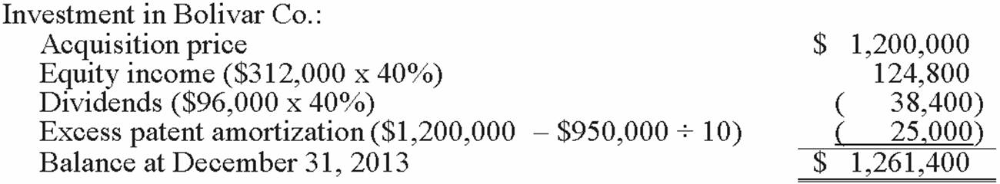 Investment in Bolivar Co.:
Acquisition price $ 1,200,000
Equity income ($312,000 x 40%) 124,800
Dividends ($96,000 x 40%) ( 38,400)
Excess patent amortization ($1,200,000 – $950,000 ÷ 10) ( 25,000)
Balance at December 31, 2013 $ 1,261,400